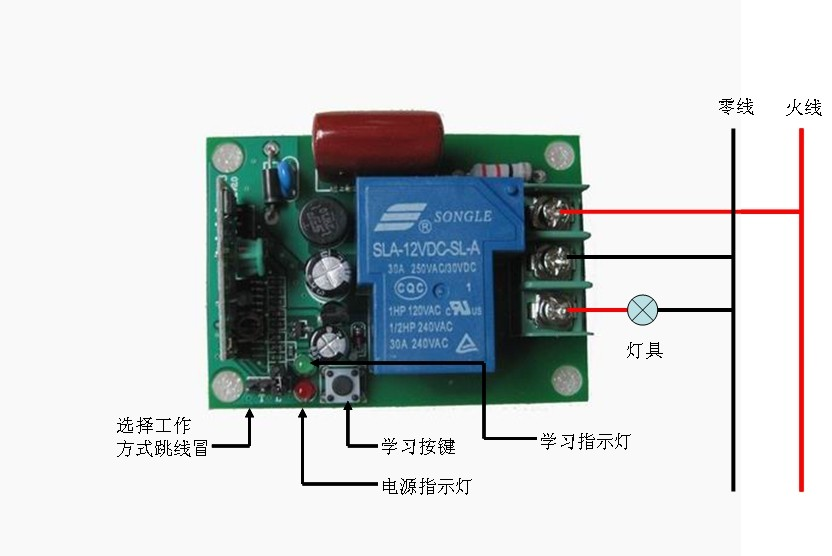 零线
火线
SONGLE
®
SLA-12VDC-SL-A
30A 250VAC/30VDC
CQC
1
1HP 120VAC
1/2HP 240VAC
30A 240VAC
灯具
选择工作
方式跳线冒
学习按键
学习指示灯
电源指示灯